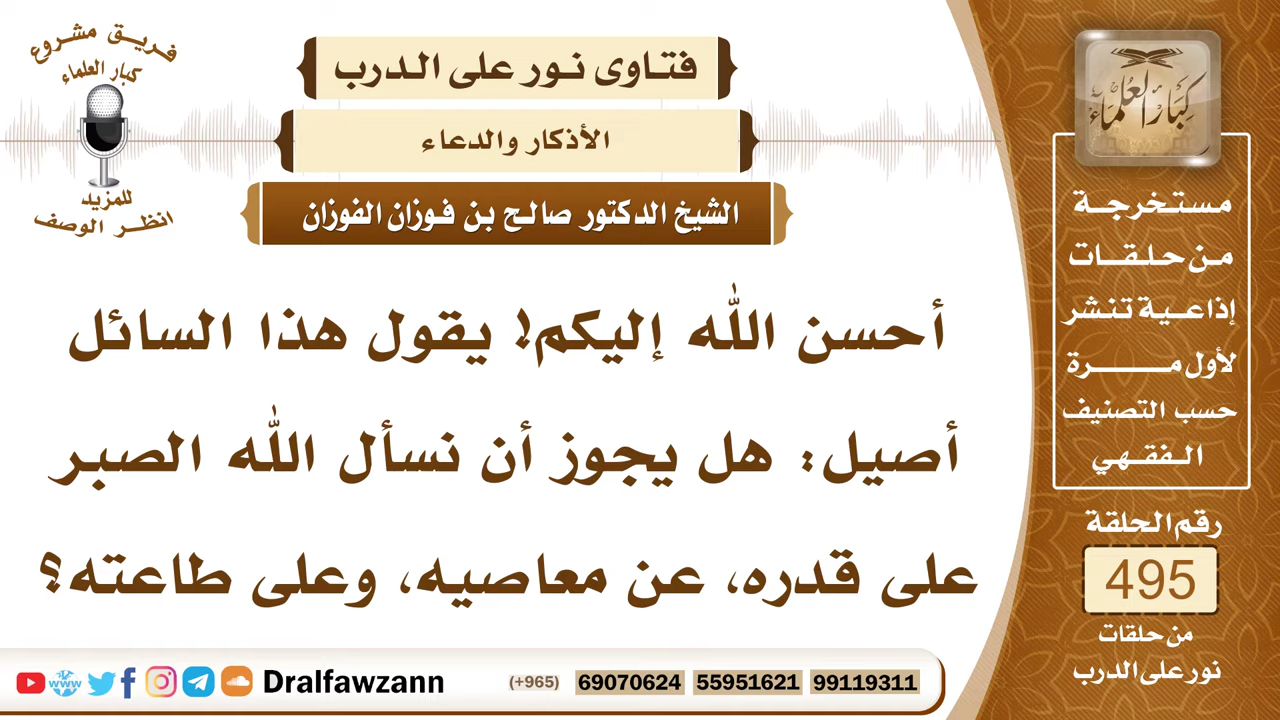 فريق مشروع
كبار العلماء
للمزيد
انظر الوصف
فتاوى نور على الدرب
الأذكار والدعاء
الشيخ الدكتور صالح بن فوزان الفوزان
أحسن الله إليكم! يقول هذا السائل
أصيل: هل يجوز أن نسأل الله الصبر
على قدره، عن معاصيه، وعلى طاعته؟
كبار العلماء
مستخرجة
من حلقات
إذاعية تنشر
لأول مرة
حسب التصنيف
الفقهي
رقم الحلقة
495
من حلقات
نور على الدرب
www
Dralfawzann (+965) 69070624 55951621 99119311